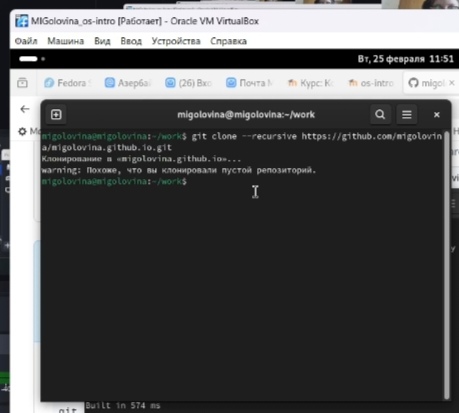 MIGolovina_os-intro [Работает] - Oracle VM VirtualBox
Файл Машина Вид Ввод Устройства Справка
Вт, 25 февраля 11:51
Fedora Азербай (26) Вхо Почта М Курс: К os-intro migol
migolovina@migolovina:~/work
migolovina@migolovina:~/work$ git clone --recursive https://github.com/migolovin
a/migolovina.github.io.git
Клонирование в «migolovina.github.io»...
warning: Похоже, что вы клонировали пустой репозиторий.
migolovina@migolovina:~/work$
git Built in 574 ms